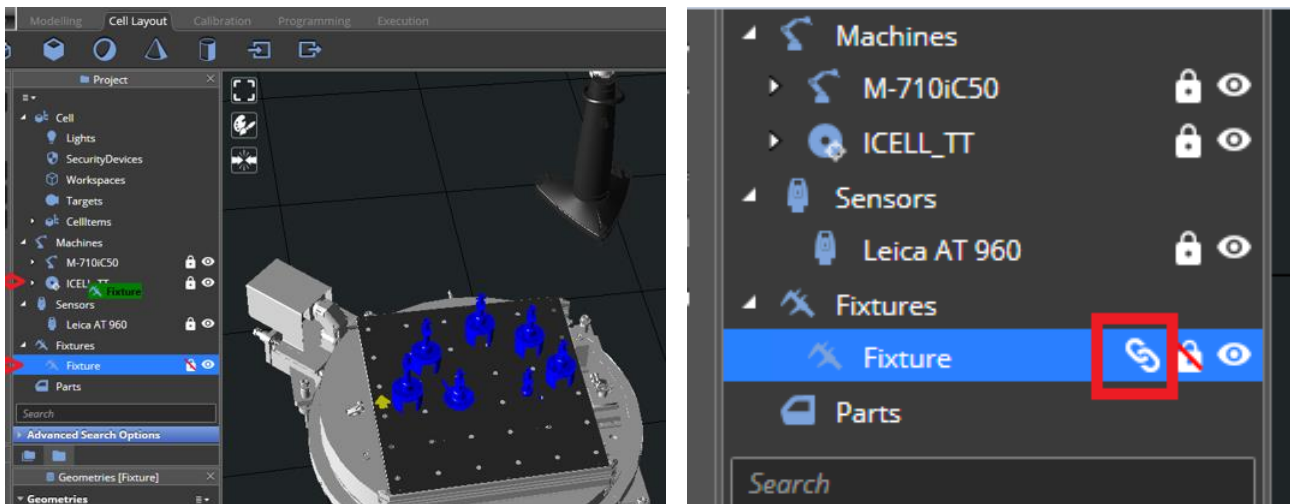 Modelling Cell Layout Calibration Programming Execution
Project
Cell
Lights
SecurityDevices
Workspaces
Targets
CellItems
Machines
M-710iC50
ICELL_TT
Fixture
Sensors
Leica AT 960
Fixtures
Fixture
Parts
Search
Advanced Search Options
Geometries [Fixture]
Geometries
Machines
M-710iC50
ICELL_TT
Sensors
Leica AT 960
Fixtures
Fixture
Parts
Search